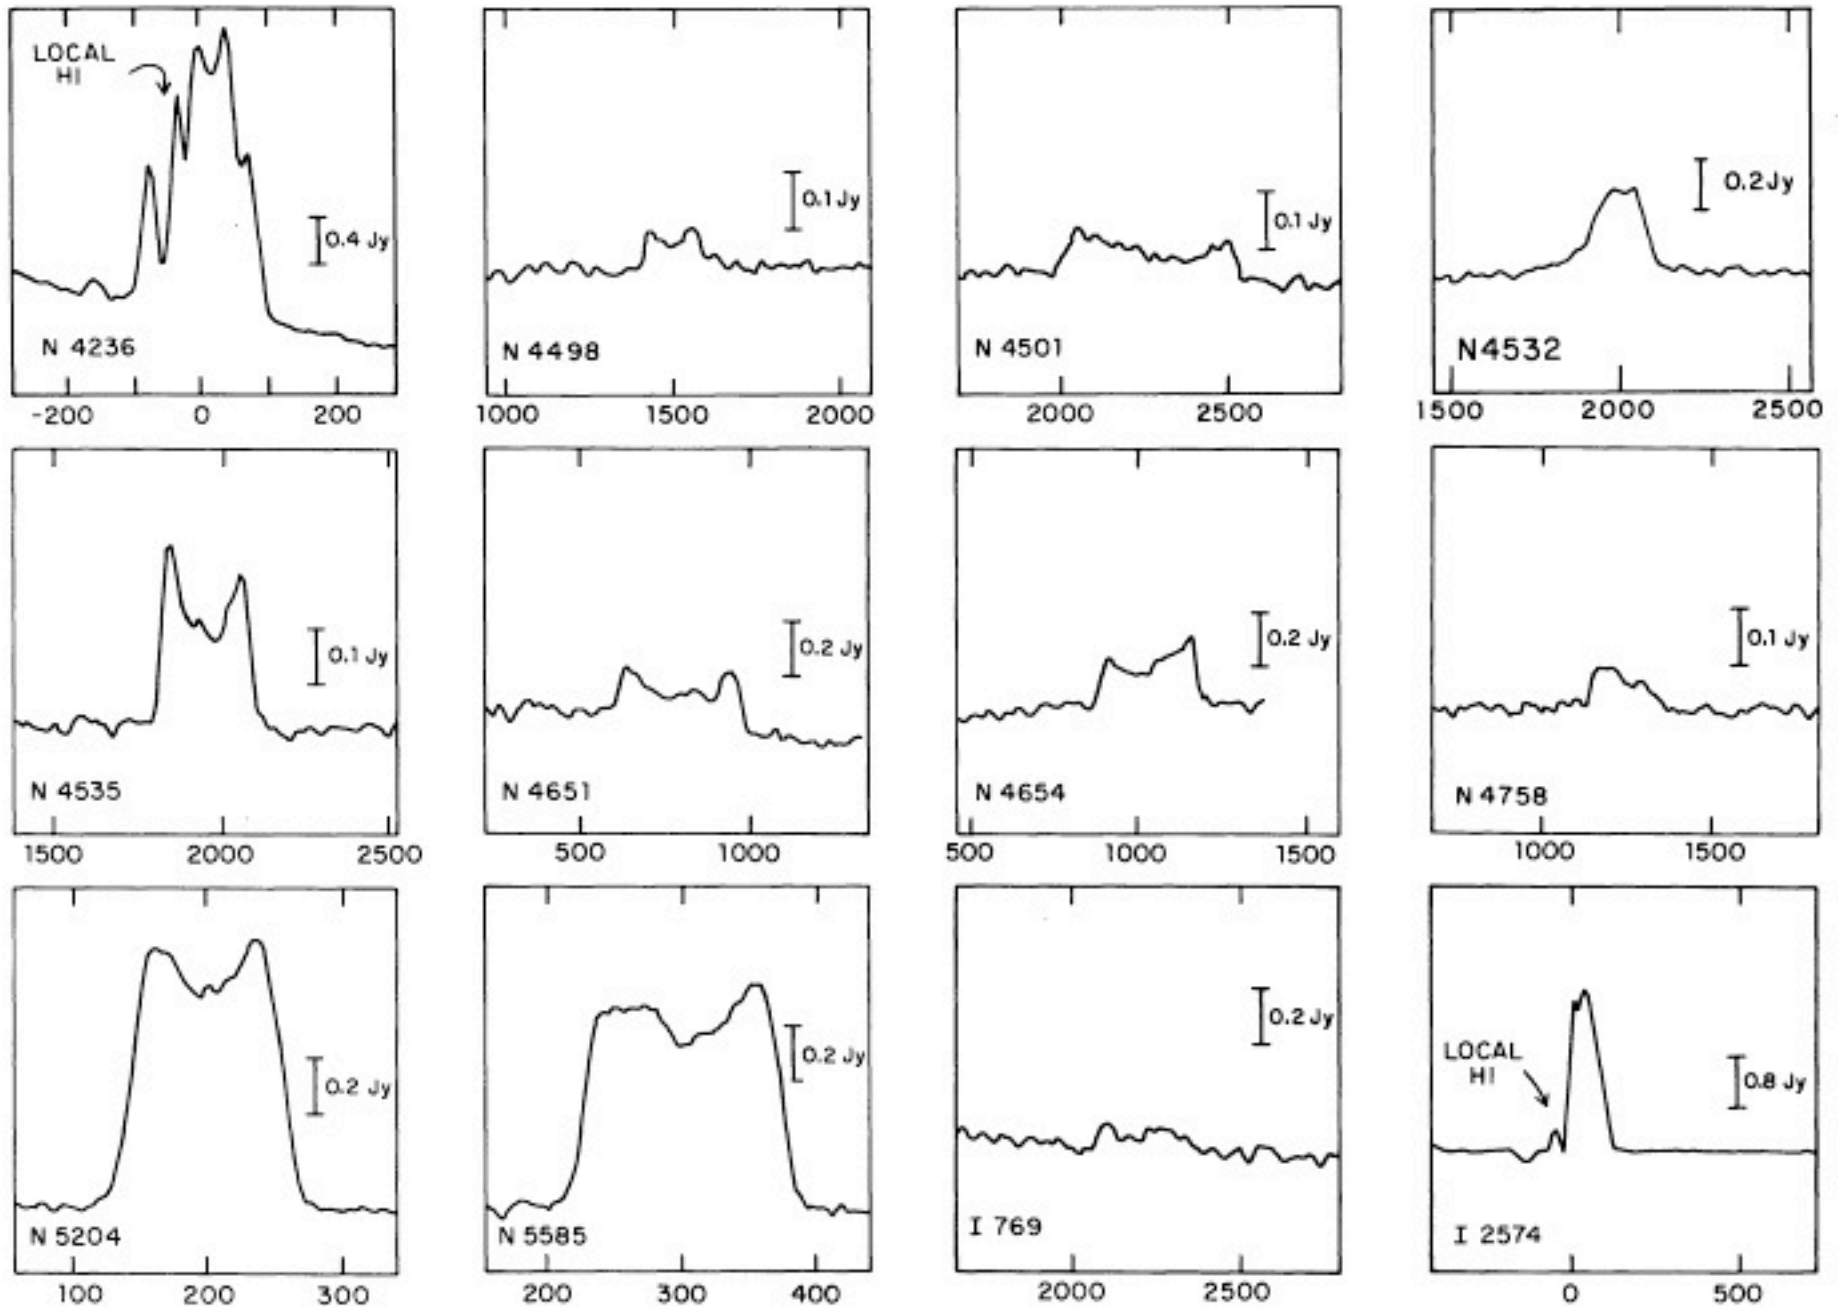 LOCAL
HI
0.4 Jy
N 4236
-200 0 200
0.1 Jy
N 4498
1000 1500 2000
0.1 Jy
N 4501
2000 2500
0.2 Jy
N4532
1500 2000 2500
0.1 Jy
N 4535
1500 2000 2500
0.2 Jy
N 4651
500 1000
0.2 Jy
N 4654
500 1000 1500
0.1 Jy
N 4758
1000 1500
0.2 Jy
N 5204
100 200 300
0.2 Jy
N 5585
200 300 400
0.2 Jy
I 769
2000 2500
LOCAL
HI
0.8 Jy
I 2574
0 500